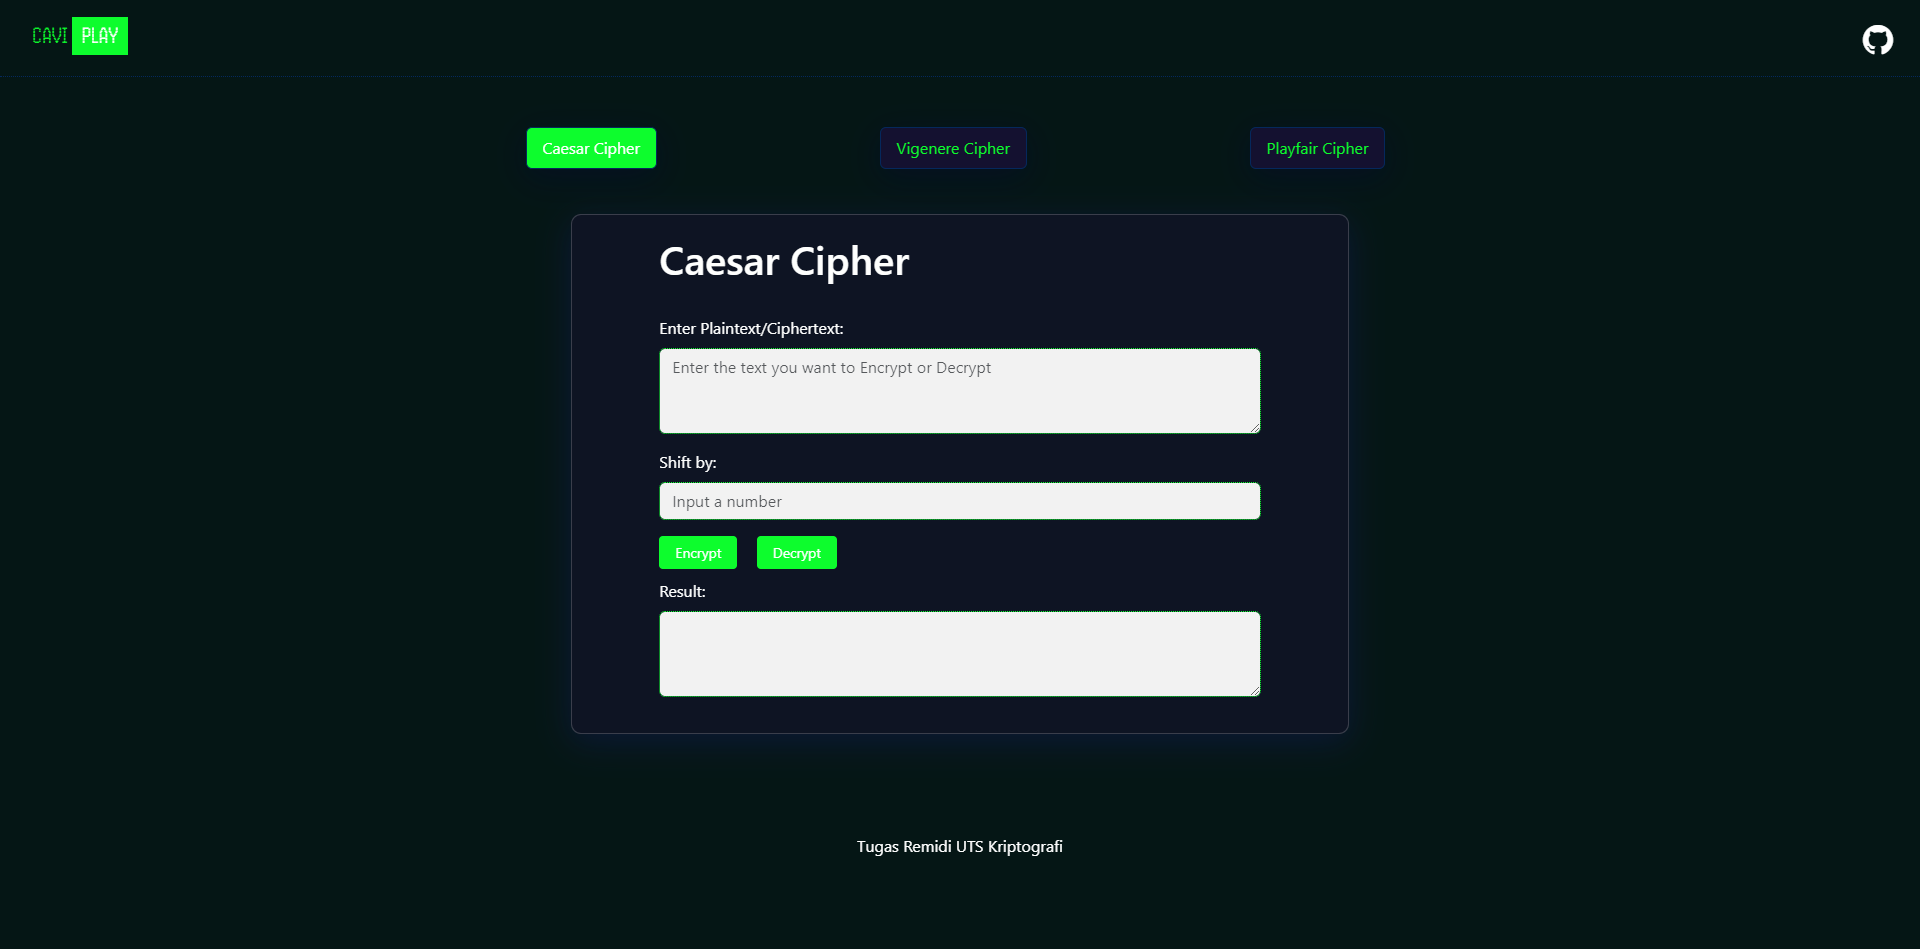 CAVI PLAY
Caesar Cipher Vigenere Cipher Playfair Cipher
Caesar Cipher
Enter Plaintext/Ciphertext:
Enter the text you want to Encrypt or Decrypt
Shift by:
Input a number
Encrypt Decrypt
Result:
Tugas Remidi UTS Kriptografi